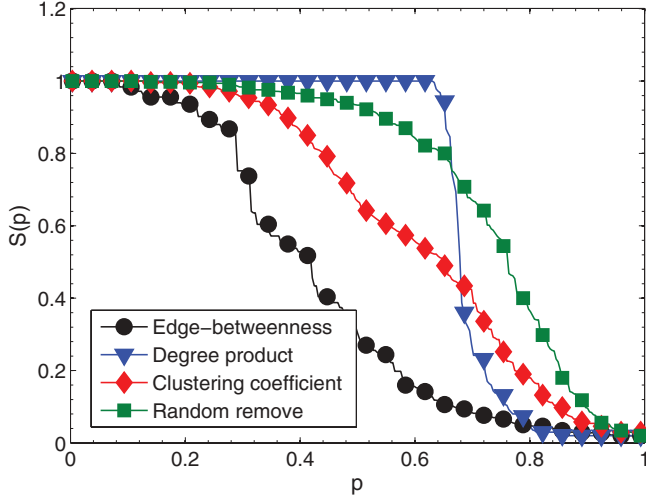 1.2
1
0.8
0.6
0.4
0.2
0
S(p)
Edge−betweenness
Degree product
Clustering coefficient
Random remove
0 0.2 0.4 0.6 0.8 1
p